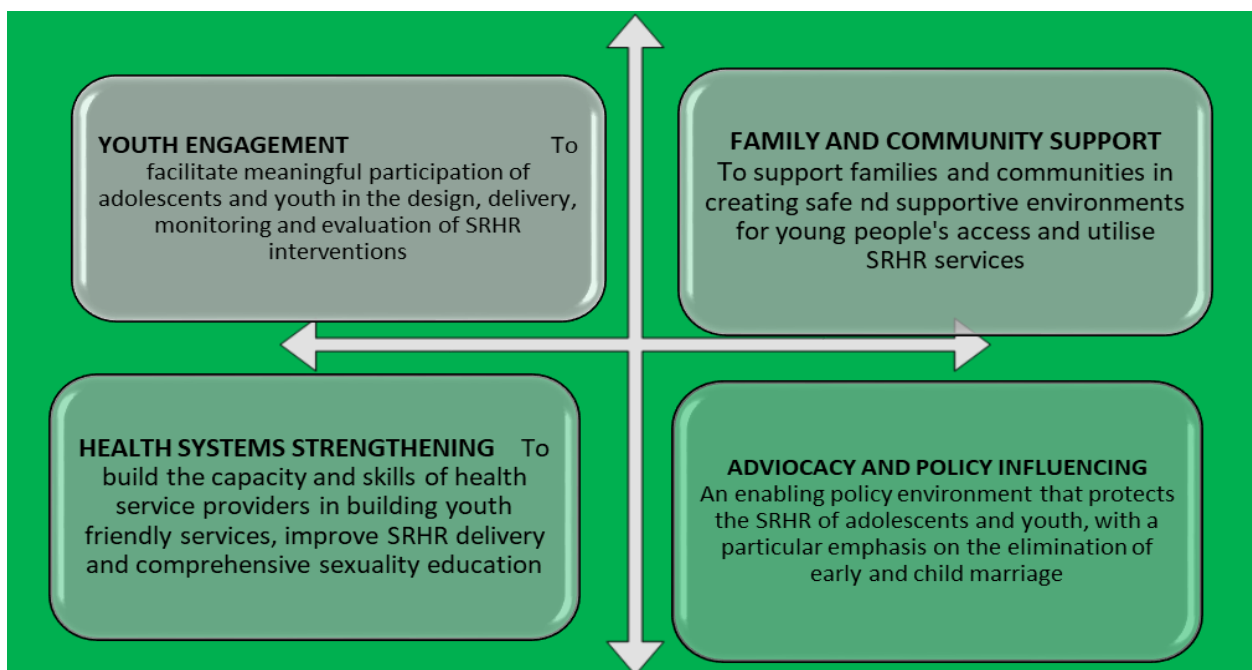 YOUTH ENGAGEMENT To
facilitate meaningful participation of
adolescents and youth in the design, delivery,
monitoring and evaluation of SRHR
interventions
FAMILY AND COMMUNITY SUPPORT
To support families and communities in
creating safe nd supportive environments
for young people's access and utilise
SRHR services
HEALTH SYSTEMS STRENGTHENING To
build the capacity and skills of health
service providers in building youth
friendly services, improve SRHR delivery
and comprehensive sexuality education
ADVIOCACY AND POLICY INFLUENCING
An enabling policy environment that protects
the SRHR of adolescents and youth, with a
particular emphasis on the elimination of
early and child marriage